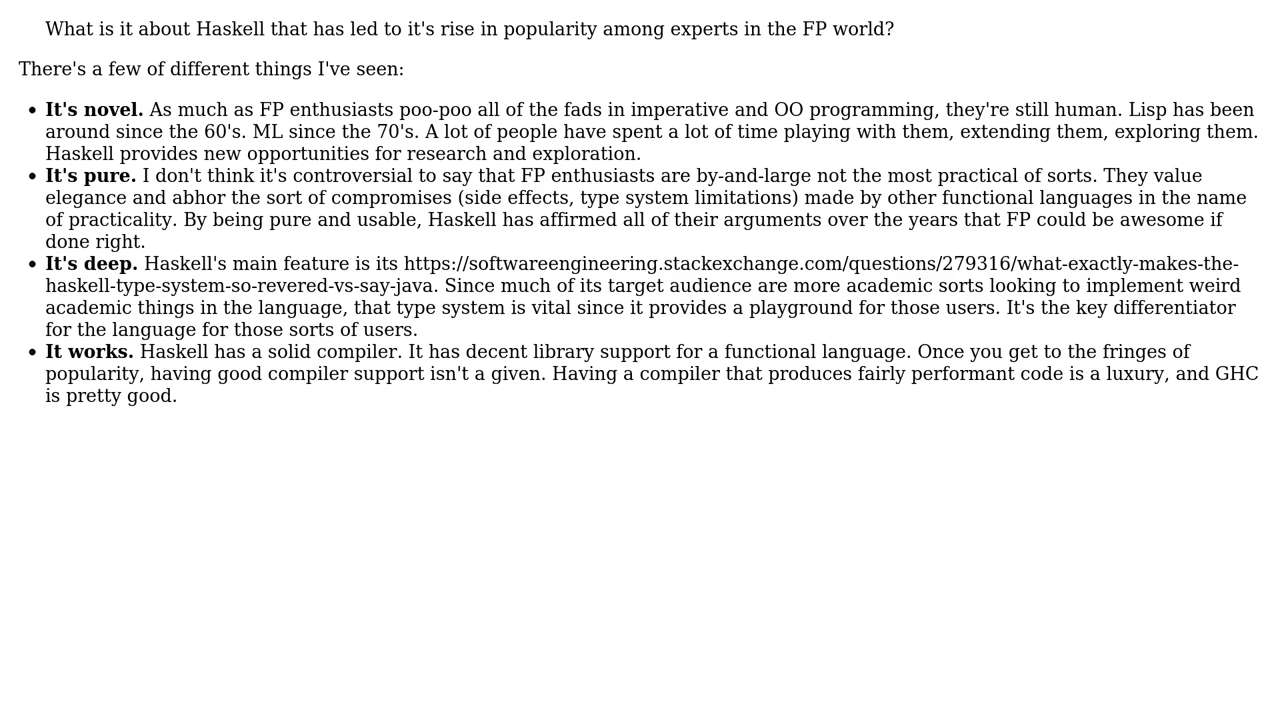 What is it about Haskell that has led to it's rise in popularity among experts in the FP world?
There's a few of different things I've seen:
• It's novel. As much as FP enthusiasts poo-poo all of the fads in imperative and OO programming, they're still human. Lisp has been
around since the 60's. ML since the 70's. A lot of people have spent a lot of time playing with them, extending them, exploring them.
Haskell provides new opportunities for research and exploration.
• It's pure. I don't think it's controversial to say that FP enthusiasts are by-and-large not the most practical of sorts. They value
elegance and abhor the sort of compromises (side effects, type system limitations) made by other functional languages in the name
of practicality. By being pure and usable, Haskell has affirmed all of their arguments over the years that FP could be awesome if
done right.
• It's deep. Haskell's main feature is its https://softwareengineering.stackexchange.com/questions/279316/what-exactly-makes-the-
haskell-type-system-so-revered-vs-say-java. Since much of its target audience are more academic sorts looking to implement weird
academic things in the language, that type system is vital since it provides a playground for those users. It's the key differentiator
for the language for those sorts of users.
• It works. Haskell has a solid compiler. It has decent library support for a functional language. Once you get to the fringes of
popularity, having good compiler support isn't a given. Having a compiler that produces fairly performant code is a luxury, and GHC
is pretty good.